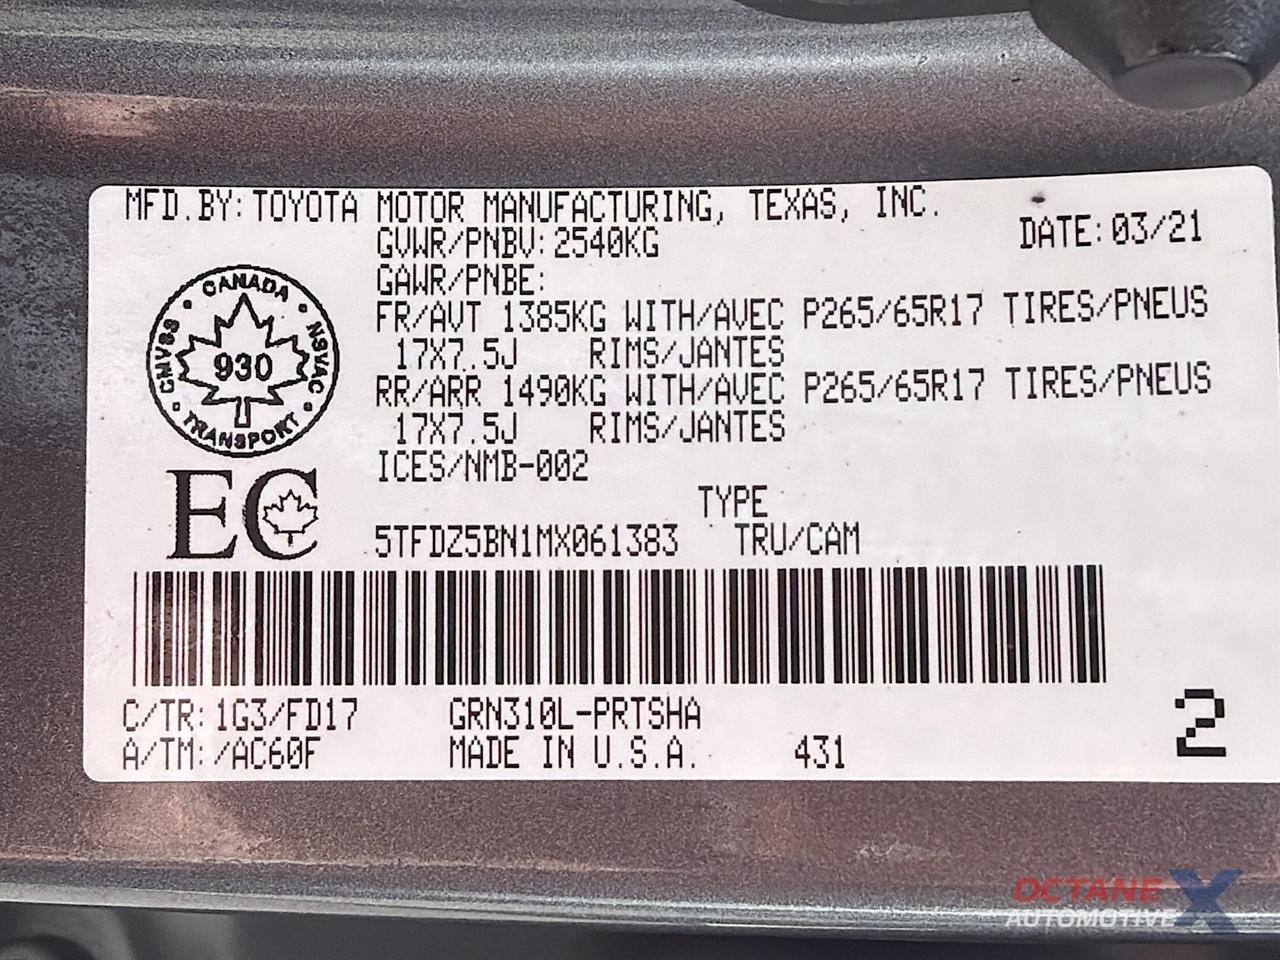 MFD.BY:TOYOTA MOTOR MANUFACTURING, TEXAS, INC.
GVWR/PNBV:2540KG
DATE:03/21
GAWR/PNBE:
FR/AVT 1385KG WITH/AVEC P265/65R17 TIRES/PNEUS
17X7.5J RIMS/JANTES
RR/ARR 1490KG WITH/AVEC P265/65R17 TIRES/PNEUS
17X7.5J RIMS/JANTES
ICES/NMB-002
CANADA
CMVSS · NSVAC
930
TRANSPORT
EC
TYPE
5TFDZ5BN1MX061383 TRU/CAM
C/TR:1G3/FD17 GRN310L-PRTSHA
A/TM:/AC60F MADE IN U.S.A. 431
2
OCTANE X
AUTOMOTIVE